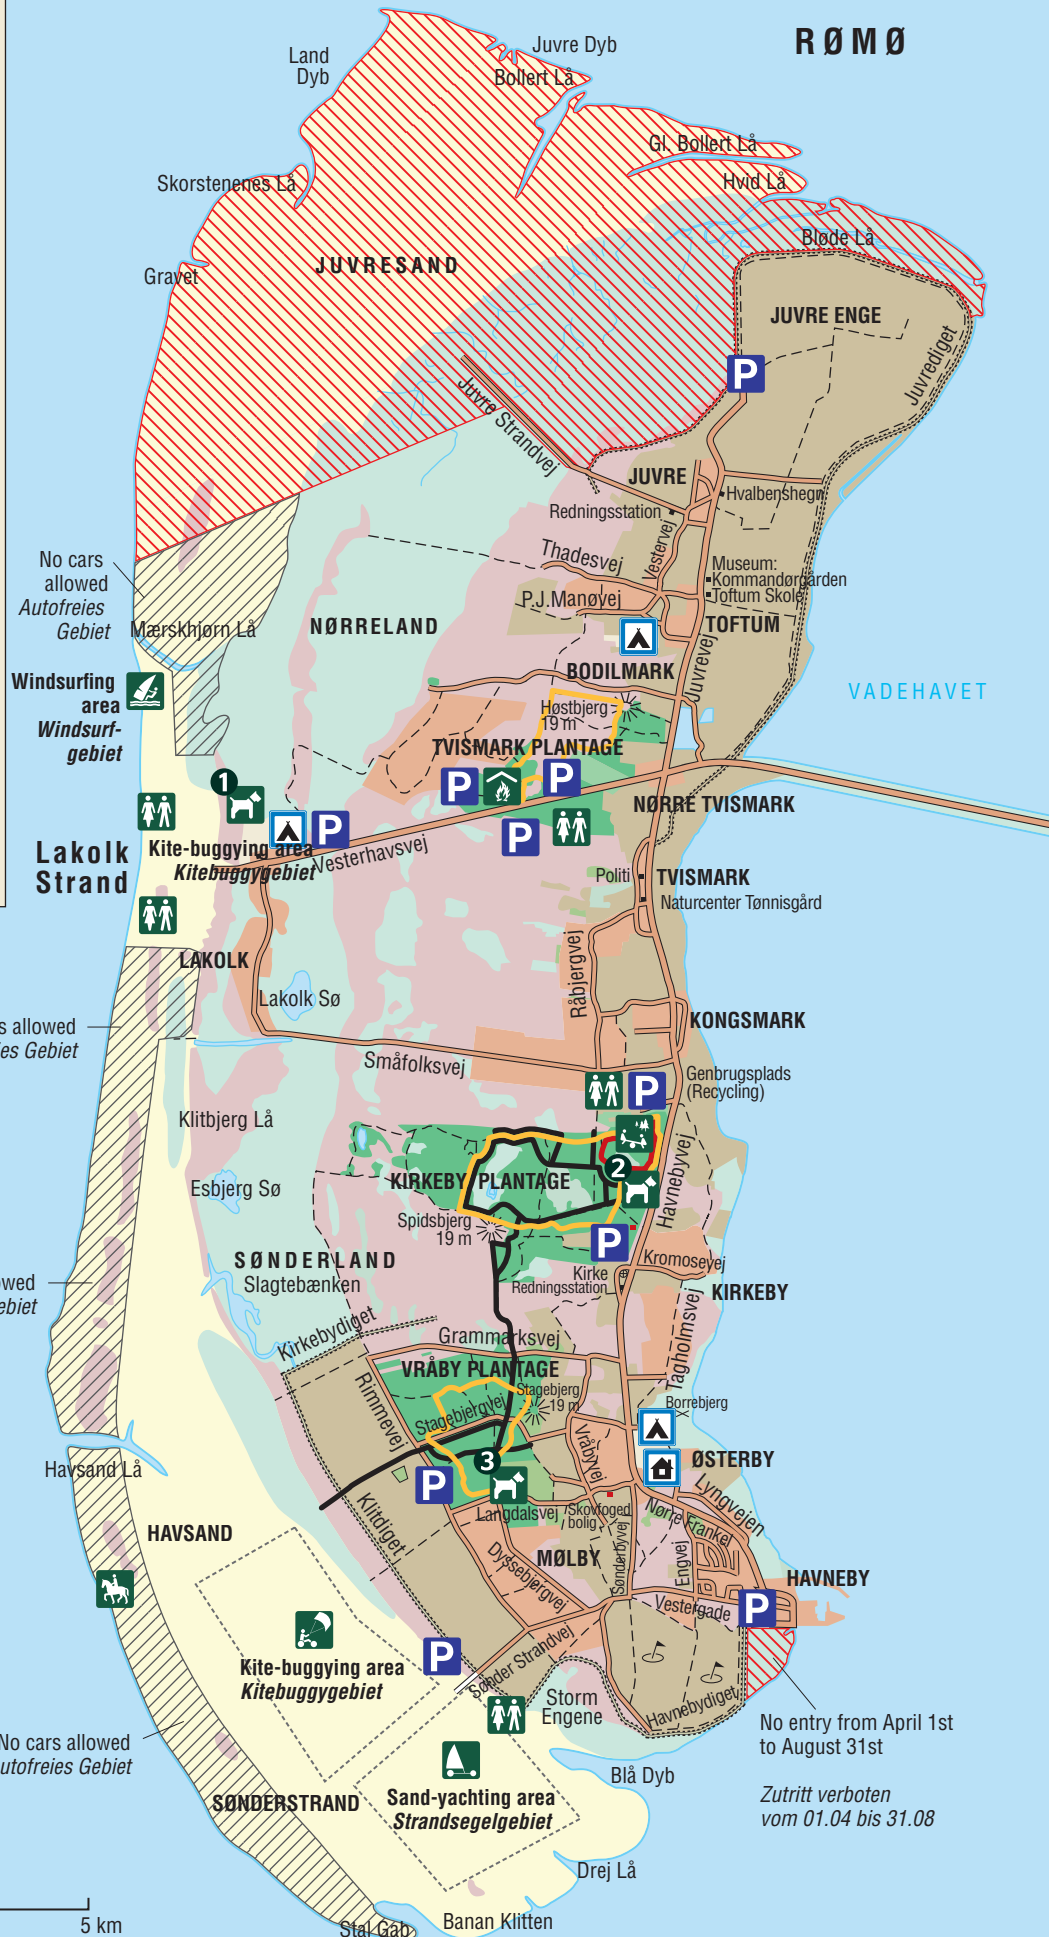 RØMØ
Land
Dyb
Juvre Dyb
Bollert Lå
Gl. Bollert Lå
Hvid Lå
Skorstenenes Lå
Bløde Lå
JUVRESAND
Gravet
JUVRE ENGE
Juvrediget
P
Juvre Strandvej
JUVRE
Hvalbenshegn
Redningsstation
Vestervej
No cars
allowed
Autofreies
Gebiet
Thadesvej
Museum:
Kommandørgården
Toftum Skole
P.J.Manøvej
Mærskhjørn Lå
NØRRELAND
TOFTUM
BODILMARK
Juvrevej
Windsurfing
area
Windsurf-
gebiet
VADEHAVET
Høstbjerg
19 m
TVISMARK PLANTAGE
1
P
P
NØRRE TVISMARK
P
P
Lakolk
Strand
Kite-buggying area
Kitebuggygebiet
Vesterhavsvej
Politi
TVISMARK
Naturcenter Tønnisgård
Råbjergvej
LAKOLK
Lakolk Sø
s allowed
es Gebiet
KONGSMARK
Småfolksvej
Genbrugsplads
(Recycling)
P
Klitbjerg Lå
Havnebyvej
KIRKEBY PLANTAGE
2
Esbjerg Sø
Spidsbjerg
19 m
P
SØNDERLAND
Slagtebænken
Kromosevej
Kirke
Redningsstation
KIRKEBY
owed
ebiet
Kirkebydiget
Grammarksvej
Tagholmsvej
VRÅBY PLANTAGE
Rimmevej
Stagebjerg
19 m
Stagebjergvej
Borrebjerg
Vråbyvej
3
ØSTERBY
Havsand Lå
P
Lyngvejen
Klitdiget
Langdalsvej
Skovfoged
bolig
Nørre Frankel
HAVSAND
Sønderbyvej
MØLBY
Engvej
Dyssebjergvej
HAVNEBY
Vestergade
P
Kite-buggying area
Kitebuggygebiet
P
Sønder Strandvej
Storm
Engene
Havnebydiget
No entry from April 1st
to August 31st
Zutritt verboten
vom 01.04 bis 31.08
No cars allowed
utofreies Gebiet
Blå Dyb
SØNDERSTRAND
Sand-yachting area
Strandsegelgebiet
Drej Lå
5 km
Stal Gab
Banan Klitten